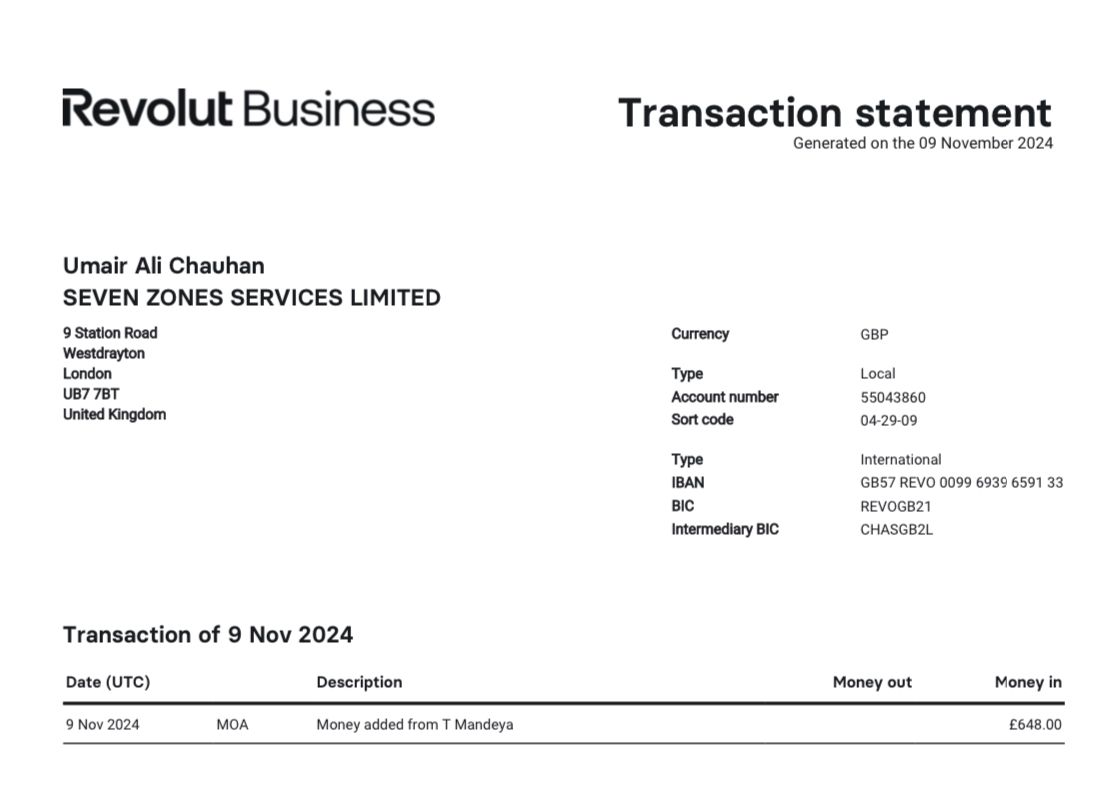 Revolut Business
Transaction statement
Generated on the 09 November 2024
Umair Ali Chauhan
SEVEN ZONES SERVICES LIMITED
9 Station Road
Westdrayton
London
UB7 7BT
United Kingdom
Currency GBP
Type Local
Account number 55043860
Sort code 04-29-09
Type International
IBAN GB57 REVO 0099 6939 6591 33
BIC REVOGB21
Intermediary BIC CHASGB2L
Transaction of 9 Nov 2024
Date (UTC) Description Money out Money in
9 Nov 2024 MOA Money added from T Mandeya £648.00